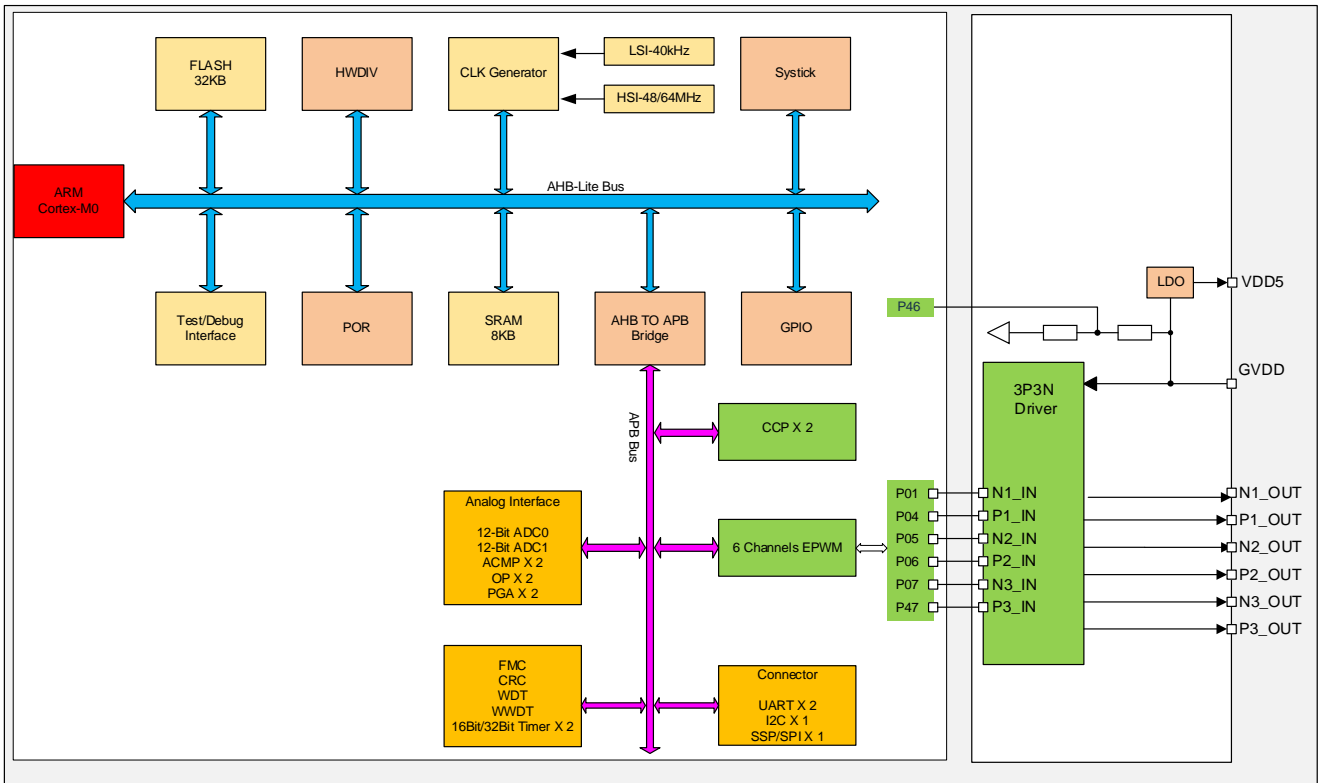 FLASH
32KB
HWDIV
CLK Generator
LSI-40kHz
HSI-48/64MHz
Systick
ARM
Cortex-M0
AHB-Lite Bus
Test/Debug
Interface
POR
SRAM
8KB
AHB TO APB
Bridge
GPIO
P46
LDO
VDD5
GVDD
3P3N
Driver
APB Bus
CCP X 2
Analog Interface
12-Bit ADC0
12-Bit ADC1
ACMP X 2
OP X 2
PGA X 2
6 Channels EPWM
P01
P04
P05
P06
P07
P47
N1_IN
P1_IN
N2_IN
P2_IN
N3_IN
P3_IN
N1_OUT
P1_OUT
N2_OUT
P2_OUT
N3_OUT
P3_OUT
FMC
CRC
WDT
WWDT
16Bit/32Bit Timer X 2
Connector
UART X 2
I2C X 1
SSP/SPI X 1